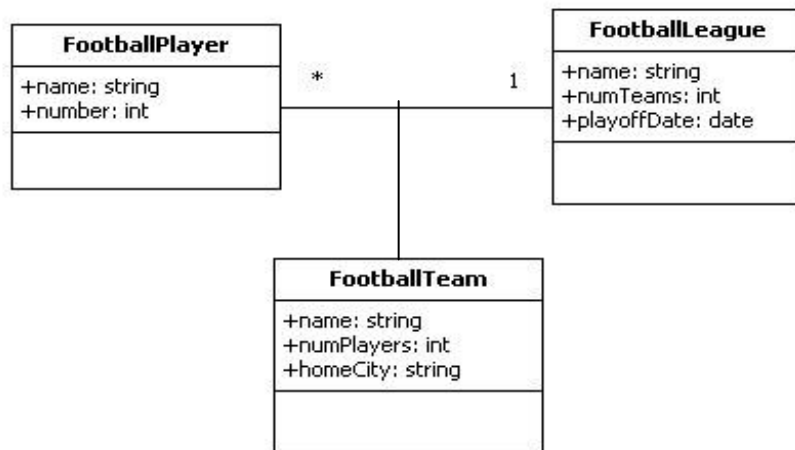 FootballPlayer
+name: string
+number: int
*
1
FootballLeague
+name: string
+numTeams: int
+playoffDate: date
FootballTeam
+name: string
+numPlayers: int
+homeCity: string